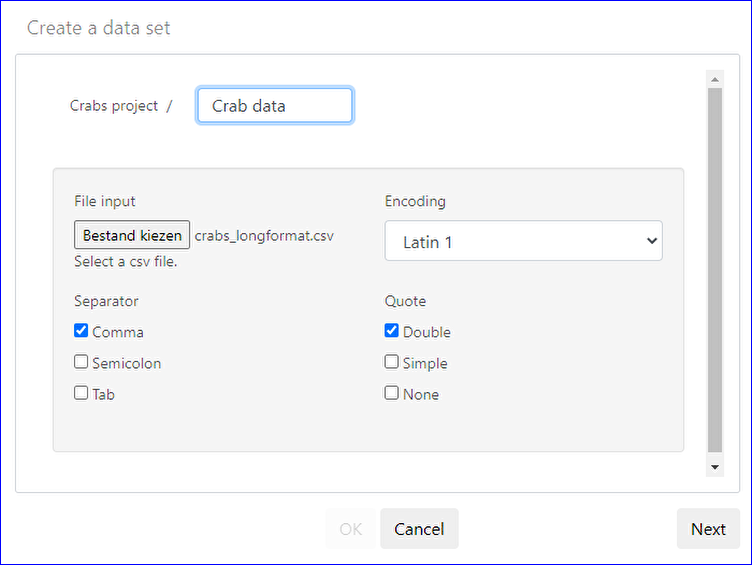 Create a data set
Crabs project / Crab data
File input
Encoding
Bestand kiezen crabs_longformat.csv
Latin 1
Select a csv file.
Separator
Quote
Comma
Double
Semicolon
Simple
Tab
None
OK
Cancel
Next